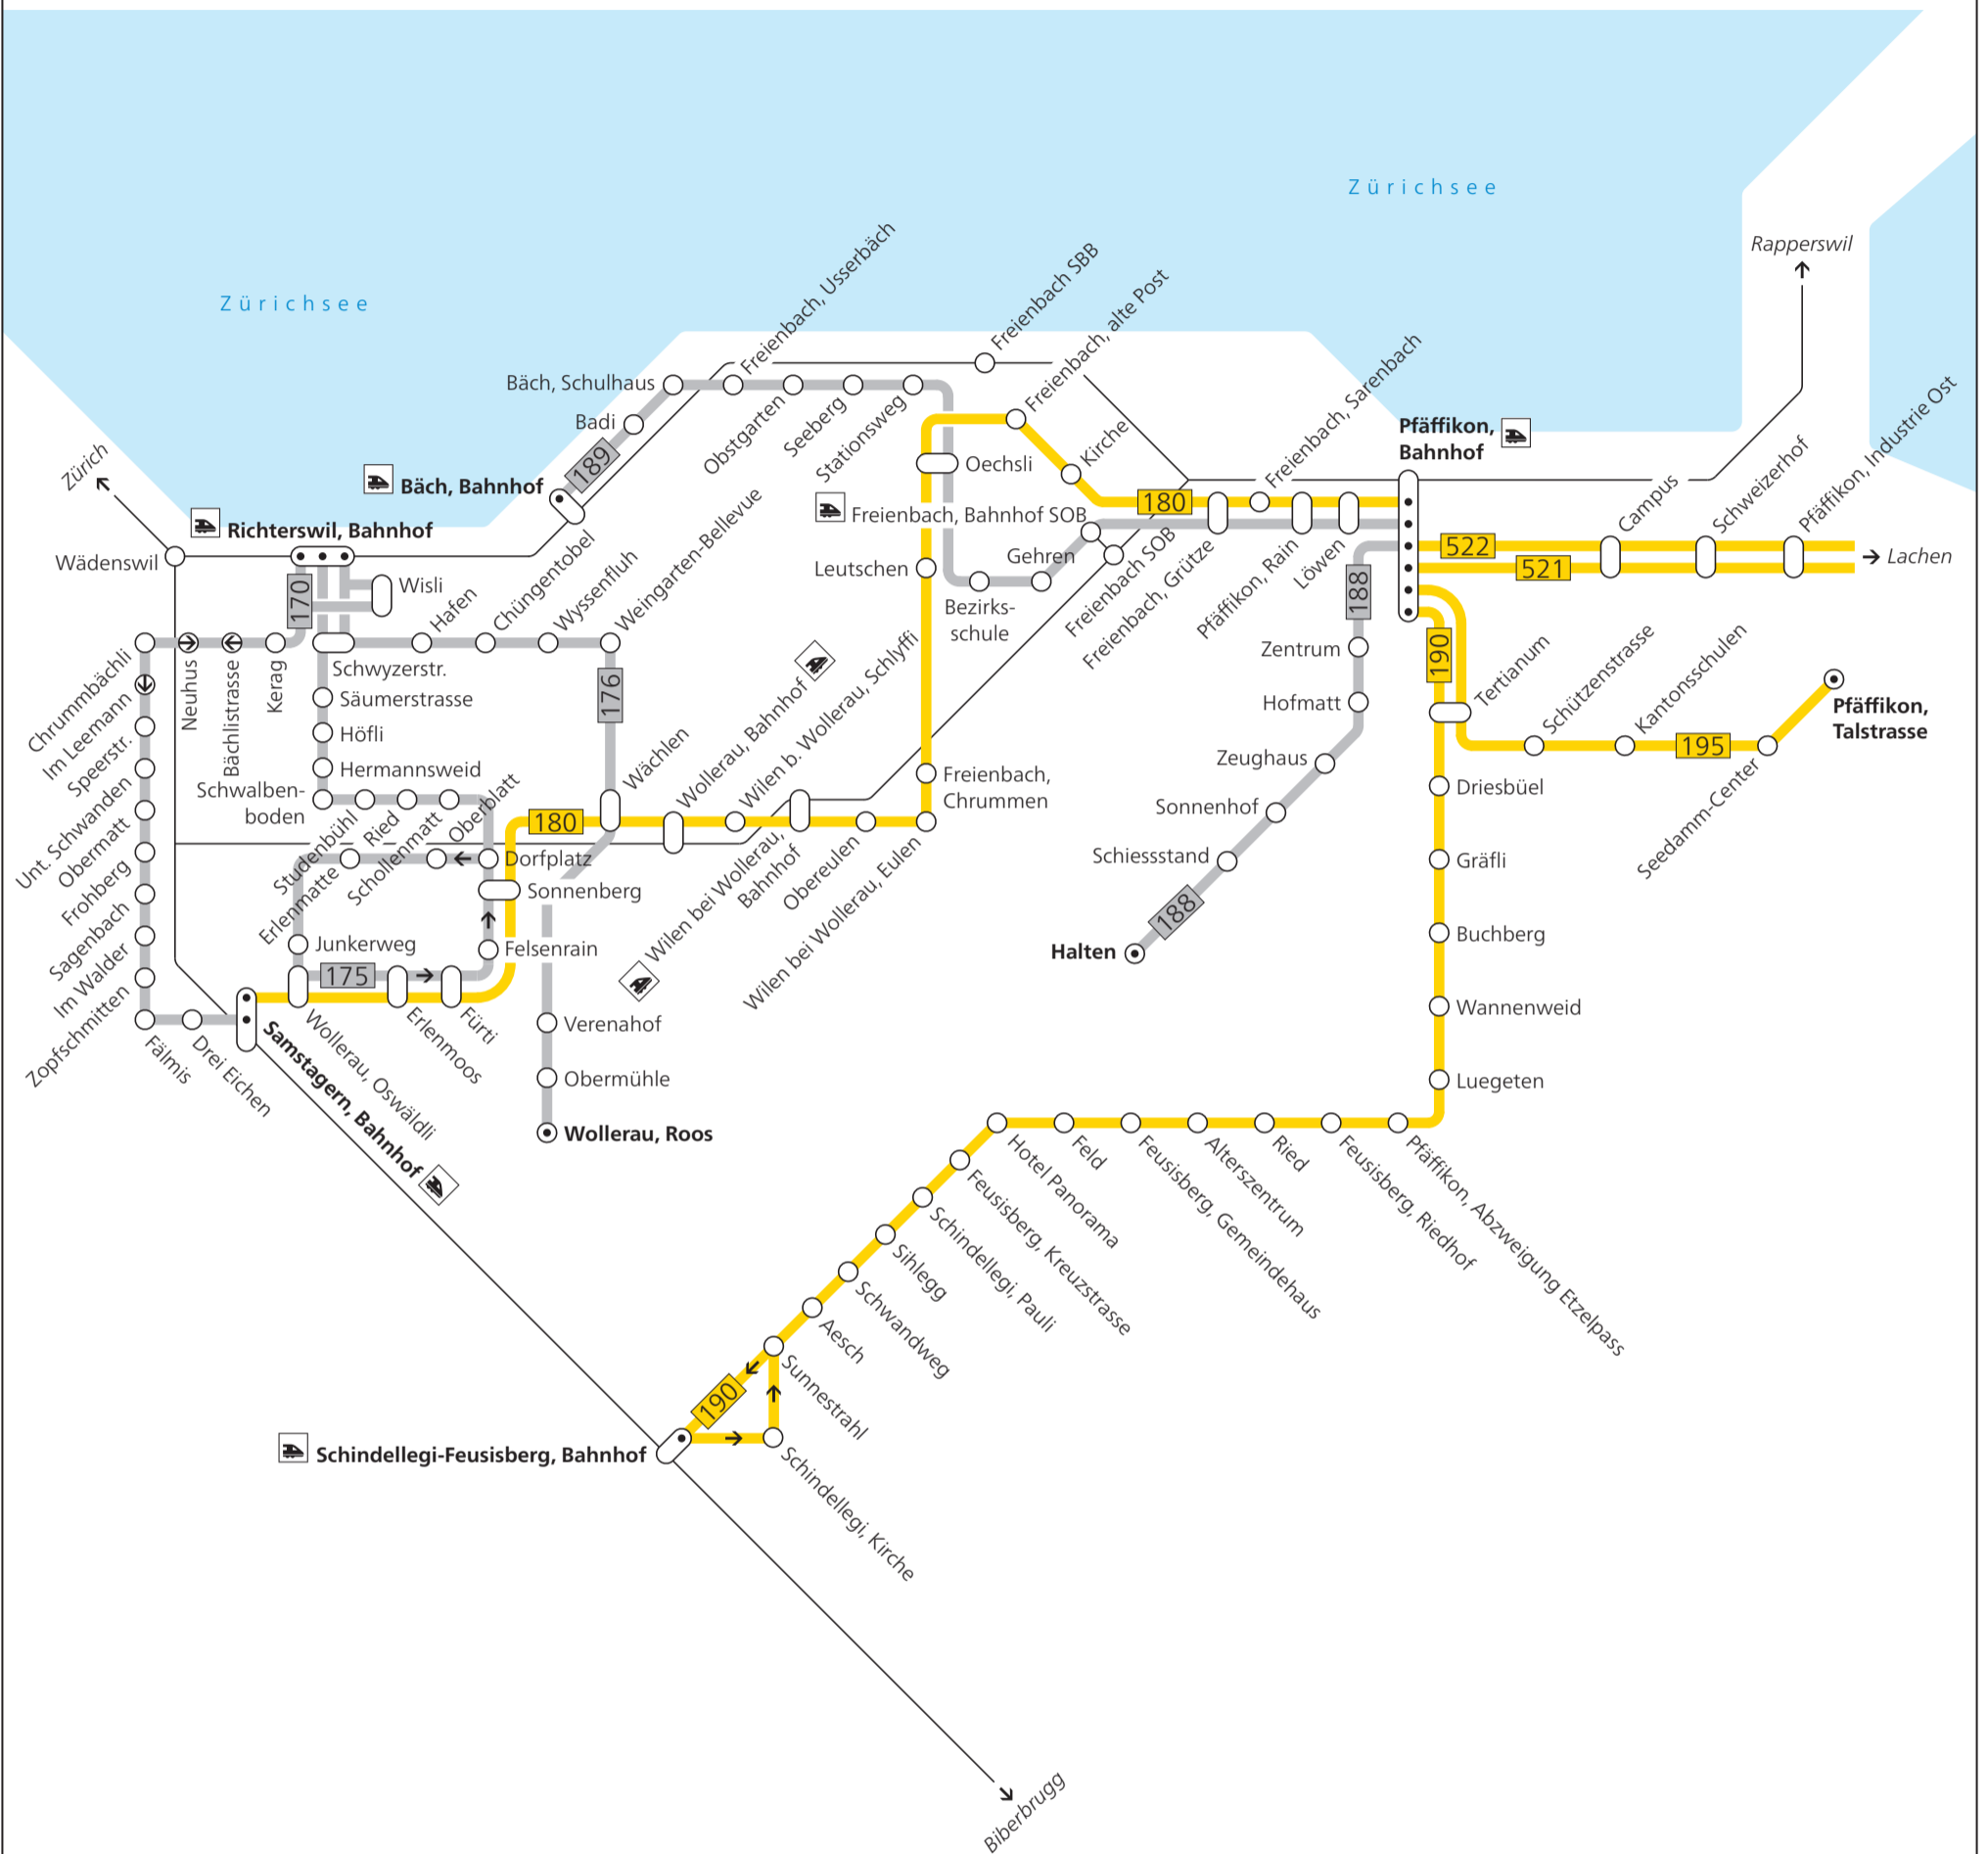 Zürichsee
Zürichsee
Rapperswil
Freienbach, Usserbäch
Freienbach SBB
Freienbach, alte Post
Freienbach, Sarenbach
Bäch, Schulhaus
Badi
Obstgarten
Seeberg
Stationsweg
Kirche
Oechsli
Pfäffikon,
Bahnhof
Zürich
189
Bäch, Bahnhof
Richterswil, Bahnhof
Wädenswil
180
Freienbach, Bahnhof SOB
Gehren
Freienbach SOB
Freienbach, Grütze
Pfäffikon, Rain
Löwen
522
521
Campus
Schweizerhof
Pfäffikon, Industrie Ost
Lachen
170
Wisli
Hafen
Chüngentobel
Wyssenfluh
Weingarten-Bellevue
Leutschen
Bezirks-
schule
188
190
Chrummbächli
Im Leemann
Speerstr.
Unt. Schwanden
Obermatt
Frohberg
Sagenbach
Im Walder
Zopfschmitten
Neuhus
Bächlistrasse
Kerag
Schwyzerstr.
Säumerstrasse
Höfli
Hermannsweid
Schwalben-
boden
Studenbühl
Ried
Schollenmatt
Oberblatt
Erlenmatte
Dorfplatz
Sonnenberg
Felsenrain
Junkerweg
175
176
Wächlen
Wollerau, Bahnhof
Wilen b. Wollerau, Schlyffi
180
Freienbach,
Chrummen
Wilen bei Wollerau,
Bahnhof
Obereulen
Wilen bei Wollerau, Eulen
Zentrum
Hofmatt
Zeughaus
Sonnenhof
Schiessstand
188
Halten
Tertianum
Schützenstrasse
Kantonsschulen
195
Seedamm-Center
Pfäffikon,
Talstrasse
Driesbüel
Gräfli
Buchberg
Wannenweid
Luegeten
Fälmis
Drei Eichen
Samstagern, Bahnhof
Wollerau, Oswäldli
Erlenmoos
Fürti
Verenahof
Obermühle
Wollerau, Roos
Hotel Panorama
Feld
Feusisberg, Gemeindehaus
Alterszentrum
Ried
Feusisberg, Riedhof
Pfäffikon, Abzweigung Etzelpass
Feusisberg, Kreuzstrasse
Schindellegi, Pauli
Sihlegg
Schwandweg
Aesch
Sunnestrahl
190
Schindellegi-Feusisberg, Bahnhof
Schindellegi, Kirche
Biberbrugg